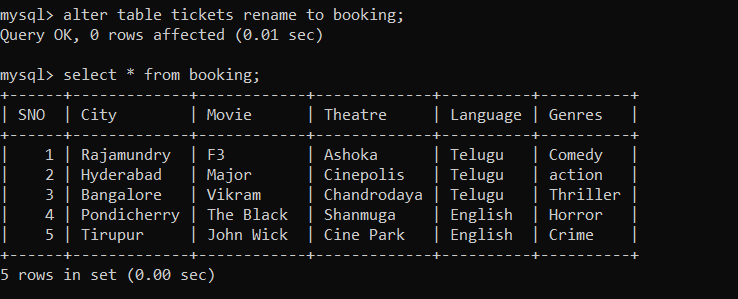 mysql> alter table tickets rename to booking;
Query OK, 0 rows affected (0.01 sec)
mysql> select * from booking;
+------+-------------+-----------+------------+----------+----------+
| SNO  | City        | Movie     | Theatre    | Language | Genres   |
+------+-------------+-----------+------------+----------+----------+
|    1 | Rajamundry  | F3        | Ashoka     | Telugu   | Comedy   |
|    2 | Hyderabad   | Major     | Cinepolis  | Telugu   | action   |
|    3 | Bangalore   | Vikram    | Chandrodaya | Telugu   | Thriller |
|    4 | Pondicherry | The Black | Shanmuga   | English  | Horror   |
|    5 | Tirupur     | John Wick | Cine Park  | English  | Crime    |
+------+-------------+-----------+------------+----------+----------+
5 rows in set (0.00 sec)